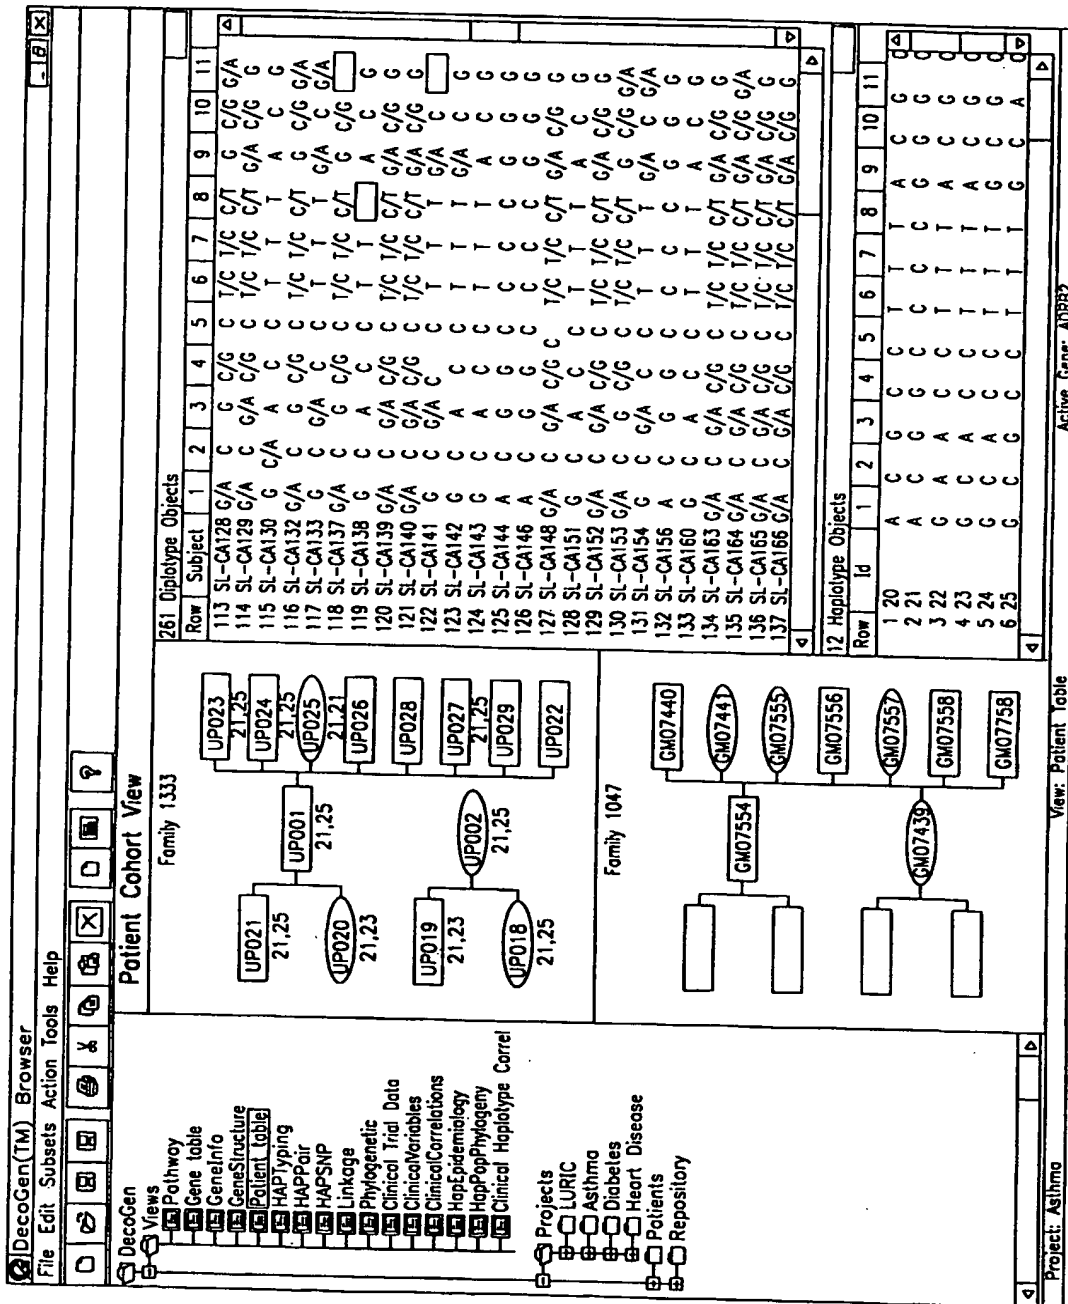 DecoGen(TM) Browser
File Edit Subsets Action Tools Help
DecoGen
Views
Pathway
Gene table
GeneInfo
GeneStructure
Patient table
HAPTyping
HAPPair
HAPSNP
Linkage
Phylogenetic
Clinical Trial Data
ClinicalVariables
ClinicalCorrelations
HapEpidemiology
HapPopPhylogeny
Clinical Haplotype Correl
Projects
LURIC
Asthma
Diabetes
Heart Disease
Patients
Repository
Patient Cohort View
Family 1333
UP021
21,25
UP020
21,23
UP019
21,23
UP018
21,25
UP001
21,25
UP002
21,25
UP023
21,25
UP024
21,25
UP025
21,21
UP026
UP028
UP027
21,25
UP029
UP022
Family 1047
GM07554
GM07439
GM07440
GM07441
GM07555
GM07556
GM07557
GM07558
GM07758
261 Diplotype Objects
Row Subject 1 2 3 4 5 6 7 8 9 10 11
113 SL-CA128 G/A C G C/G C T/C T/C C/T G C/G G/A
114 SL-CA129 G/A C G/A C/G C T/C T/C C/T G/A C/G G
115 SL-CA130 G C/A A C C T T T A C G
116 SL-CA132 G/A C G C/G C T/C T/C C/T G C/G G/A
117 SL-CA133 G C G/A C C T T T G/A C G/A
118 SL-CA137 G/A C G C/G C T/C T/C C/T G C/G
119 SL-CA138 G C A C C T T A C G
120 SL-CA139 G/A C G/A C/G C T/C T/C C/T G/A C/G G
121 SL-CA140 G/A C G/A C/G C T/C T/C C/T G/A C/G G
122 SL-CA141 G C G/A C C T T T G/A C
123 SL-CA142 G C A C C T T T G/A C G
124 SL-CA143 G C A C C T T T A C G
125 SL-CA144 A C G G C C C C G G G
126 SL-CA146 A C G G C C C C G G G
127 SL-CA148 G/A C G/A C/G C T/C T/C C/T G/A C/G G
128 SL-CA151 G C A C C T T T A C G
129 SL-CA152 G/A C G/A C/G C T/C T/C C/T G/A C/G G
130 SL-CA153 G/A C G C/G C T/C T/C C/T G C/G G/A
131 SL-CA154 G C G/A C C T T T G/A C G/A
132 SL-CA156 A C G G C C C C G G G
133 SL-CA160 G C A C C T T T A C G
134 SL-CA163 G/A C G/A C/G C T/C T/C C/T G/A C/G G
135 SL-CA164 G/A C G/A C/G C T/C T/C C/T G/A C/G G/A
136 SL-CA165 G/A C G/A C/G C T/C T/C C/T G/A C/G G
137 SL-CA166 G/A C G/A C/G C T/C T/C C/T G/A C/G G
12 Haplotype Objects
Row Id 1 2 3 4 5 6 7 8 9 10 11
1 20 A C G C C T T T A C G
2 21 A C G G C C C C G G G
3 22 G A A C C T T T A C G
4 23 G C A C C T T T A C G
5 24 G C A C C T T T G C G
6 25 G C G C C T T T G C A
Project: Asthma
View: Patient Table
Active Gene: ADRB2